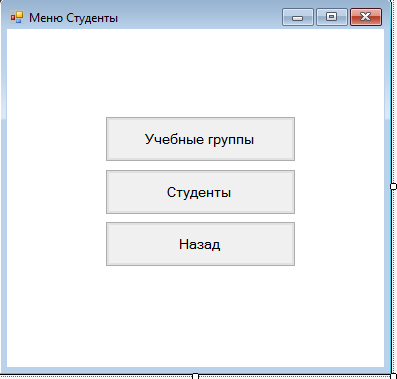 Меню Студенты
Учебные группы
Студенты
Назад